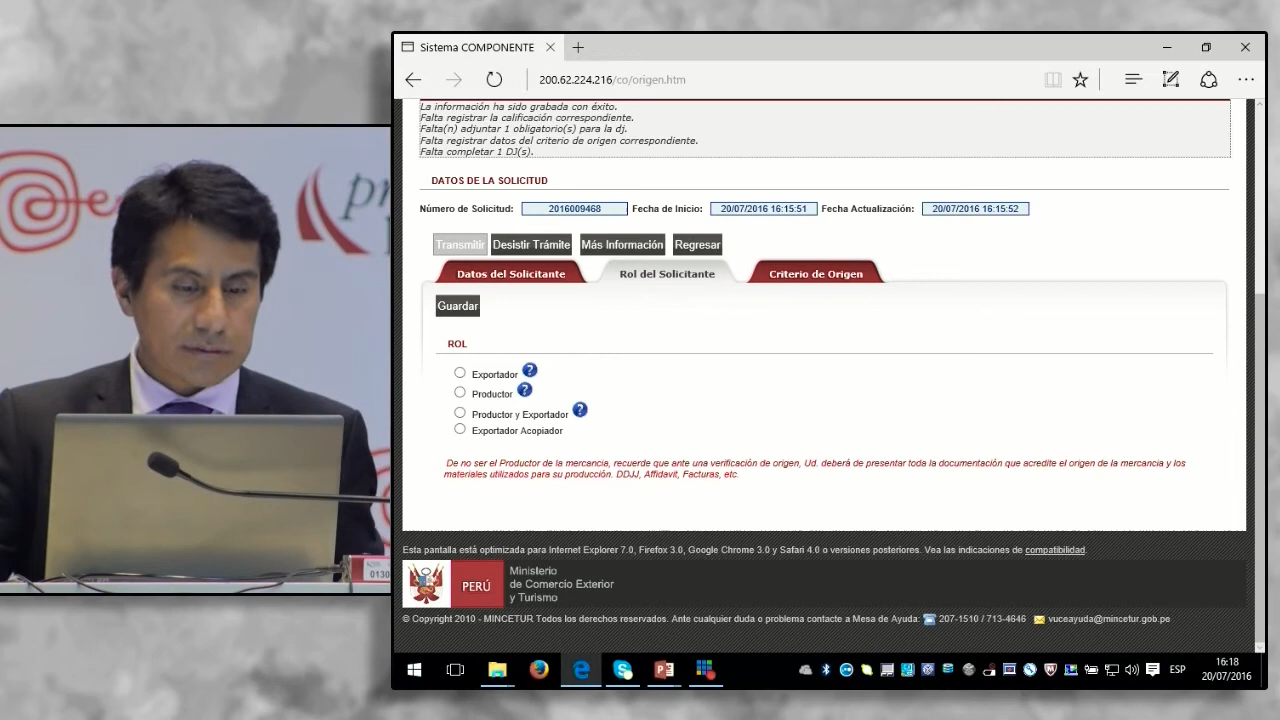 Sistema COMPONENTE
200.62.224.216/co/origen.htm
La información ha sido grabada con éxito.
Falta registrar la calificación correspondiente.
Falta(n) adjuntar 1 obligatorio(s) para la dj.
Falta registrar datos del criterio de origen correspondiente.
Falta completar 1 DJ(s).
DATOS DE LA SOLICITUD
Número de Solicitud: 2016009468 Fecha de Inicio: 20/07/2016 16:15:51 Fecha Actualización: 20/07/2016 16:15:52
Transmitir Desistir Trámite Más Información Regresar
Datos del Solicitante Rol del Solicitante Criterio de Origen
Guardar
ROL
Exportador ?
Productor ?
Productor y Exportador ?
Exportador Acopiador
De no ser el Productor de la mercancia, recuerde que ante una verificación de origen, Ud. deberá de presentar toda la documentación que acredite el origen de la mercancia y los
materiales utilizados para su producción. DDJJ, Affidavit, Facturas, etc.
Esta pantalla está optimizada para Internet Explorer 7.0, Firefox 3.0, Google Chrome 3.0 y Safari 4.0 o versiones posteriores. Vea las indicaciones de compatibilidad.
PERÚ
Ministerio
de Comercio Exterior
y Turismo
© Copyright 2010 - MINCETUR Todos los derechos reservados. Ante cualquier duda o problema contacte a Mesa de Ayuda: 207-1510 / 713-4646 vuceayuda@mincetur.gob.pe
ESP
16:18
20/07/2016
pr
0130